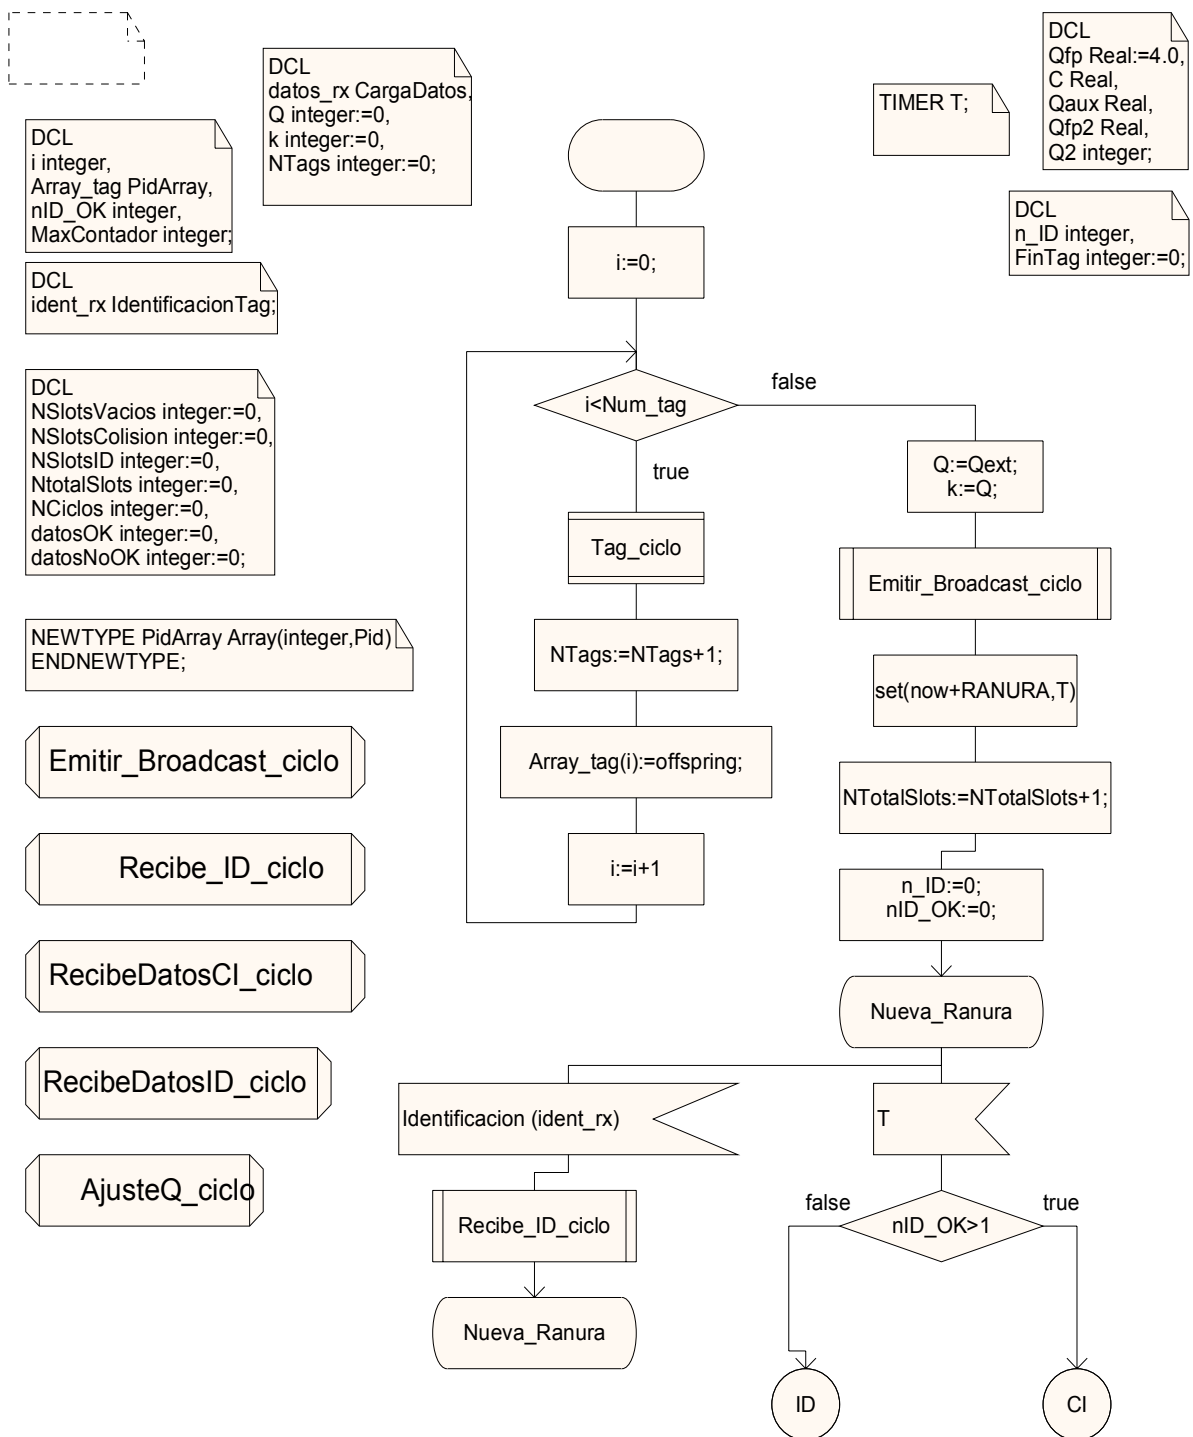 DCL
i integer,
Array_tag PidArray,
nID_OK integer,
MaxContador integer;
DCL
datos_rx CargaDatos,
Q integer:=0,
k integer:=0,
NTags integer:=0;
TIMER T;
DCL
Qfp Real:=4.0,
C Real,
Qaux Real,
Qfp2 Real,
Q2 integer;
DCL
n_ID integer,
FinTag integer:=0;
DCL
ident_rx IdentificacionTag;
DCL
NSlotsVacios integer:=0,
NSlotsColision integer:=0,
NSlotsID integer:=0,
NtotalSlots integer:=0,
NCiclos integer:=0,
datosOK integer:=0,
datosNoOK integer:=0;
NEWTYPE PidArray Array(integer,Pid)
ENDNEWTYPE;
Emitir_Broadcast_ciclo
Recibe_ID_ciclo
RecibeDatosCI_ciclo
RecibeDatosID_ciclo
AjusteQ_ciclo
i:=0;
i<Num_tag
false
true
Tag_ciclo
NTags:=NTags+1;
Array_tag(i):=offspring;
i:=i+1
Q:=Qext;
k:=Q;
Emitir_Broadcast_ciclo
set(now+RANURA,T)
NTotalSlots:=NTotalSlots+1;
n_ID:=0;
nID_OK:=0;
Nueva_Ranura
Identificacion (ident_rx)
T
Recibe_ID_ciclo
Nueva_Ranura
false
nID_OK>1
true
ID
CI